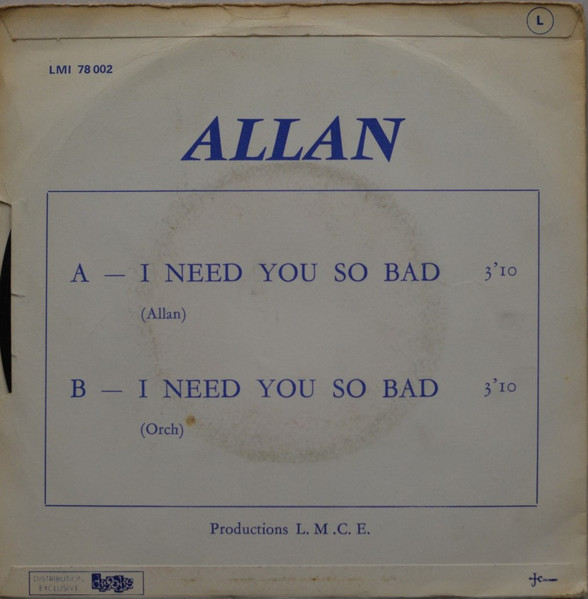 L
LMI 78 002
ALLAN
A — I NEED YOU SO BAD 3'10
(Allan)
B — I NEED YOU SO BAD 3'10
(Orch)
Productions L. M .C. E.
DISTRIBUTION
EXCLUSIVE